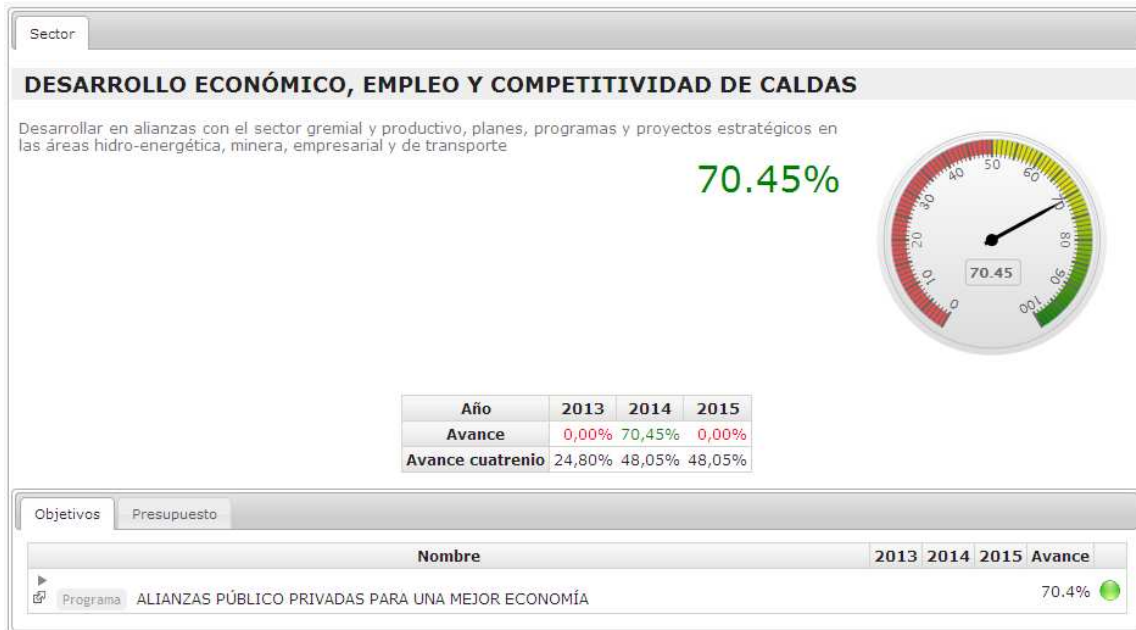 Sector
DESARROLLO ECONÓMICO, EMPLEO Y COMPETITIVIDAD DE CALDAS
Desarrollar en alianzas con el sector gremial y productivo, planes, programas y proyectos estratégicos en
las áreas hidro-energética, minera, empresarial y de transporte
70.45%
0 10 20 30 40 50 60 70 80 90 100
70.45
Año 2013 2014 2015
Avance 0,00% 70,45% 0,00%
Avance cuatrenio 24,80% 48,05% 48,05%
Objetivos Presupuesto
Nombre 2013 2014 2015 Avance
Programa ALIANZAS PÚBLICO PRIVADAS PARA UNA MEJOR ECONOMÍA 70.4%